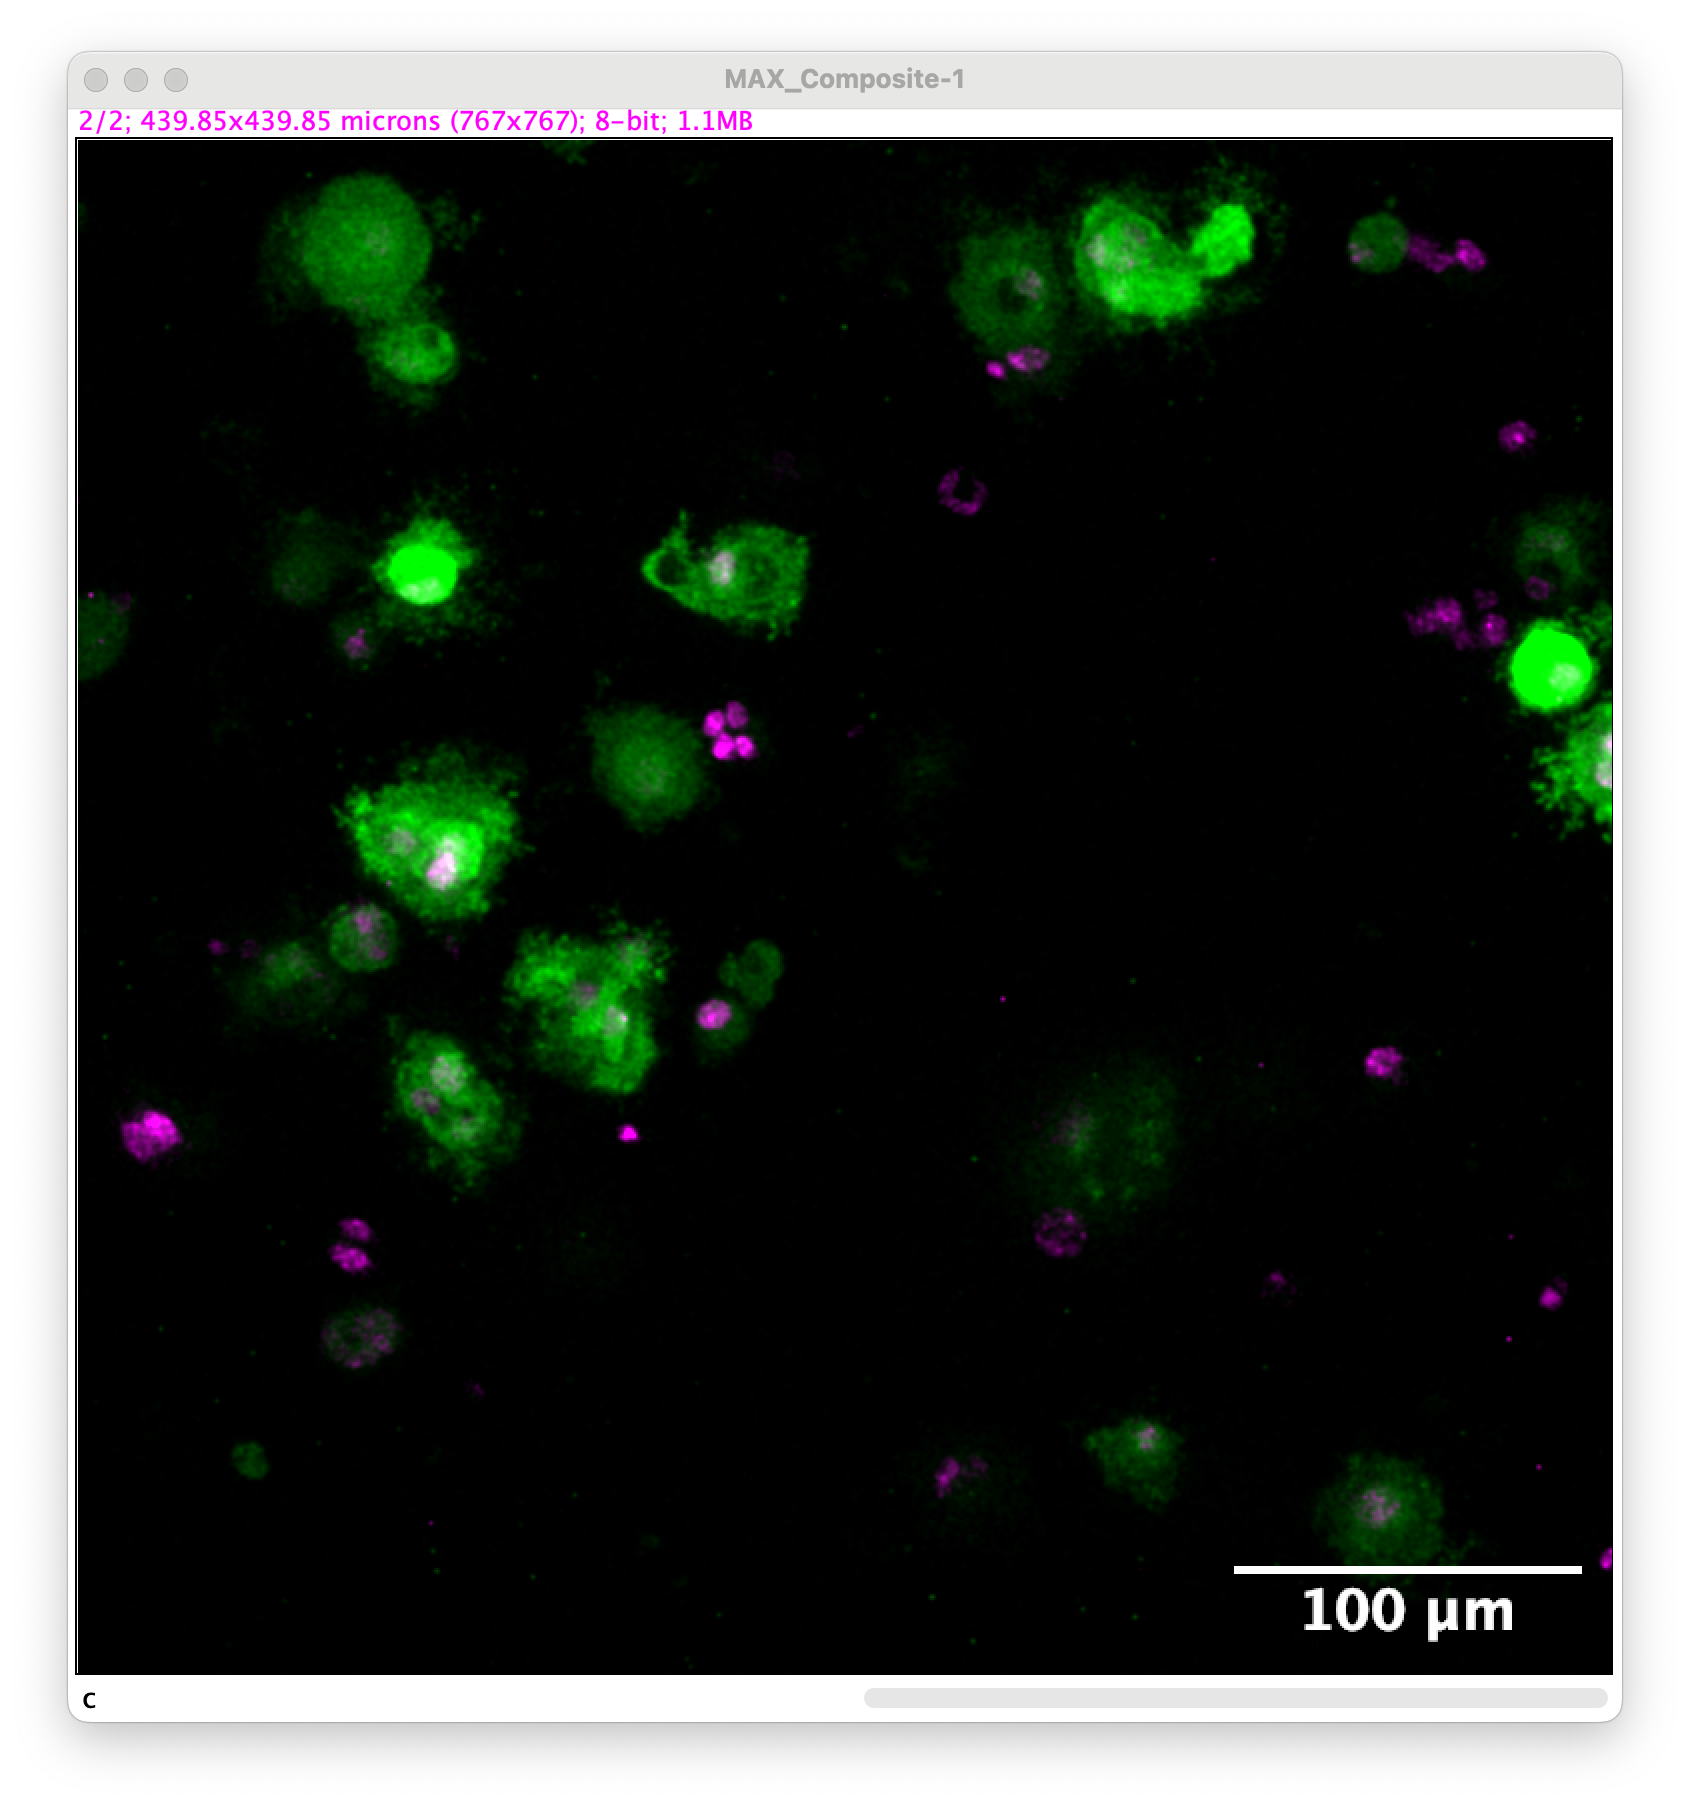 MAX_Composite-1
2/2; 439.85x439.85 microns (767x767); 8-bit; 1.1MB
100 µm
c